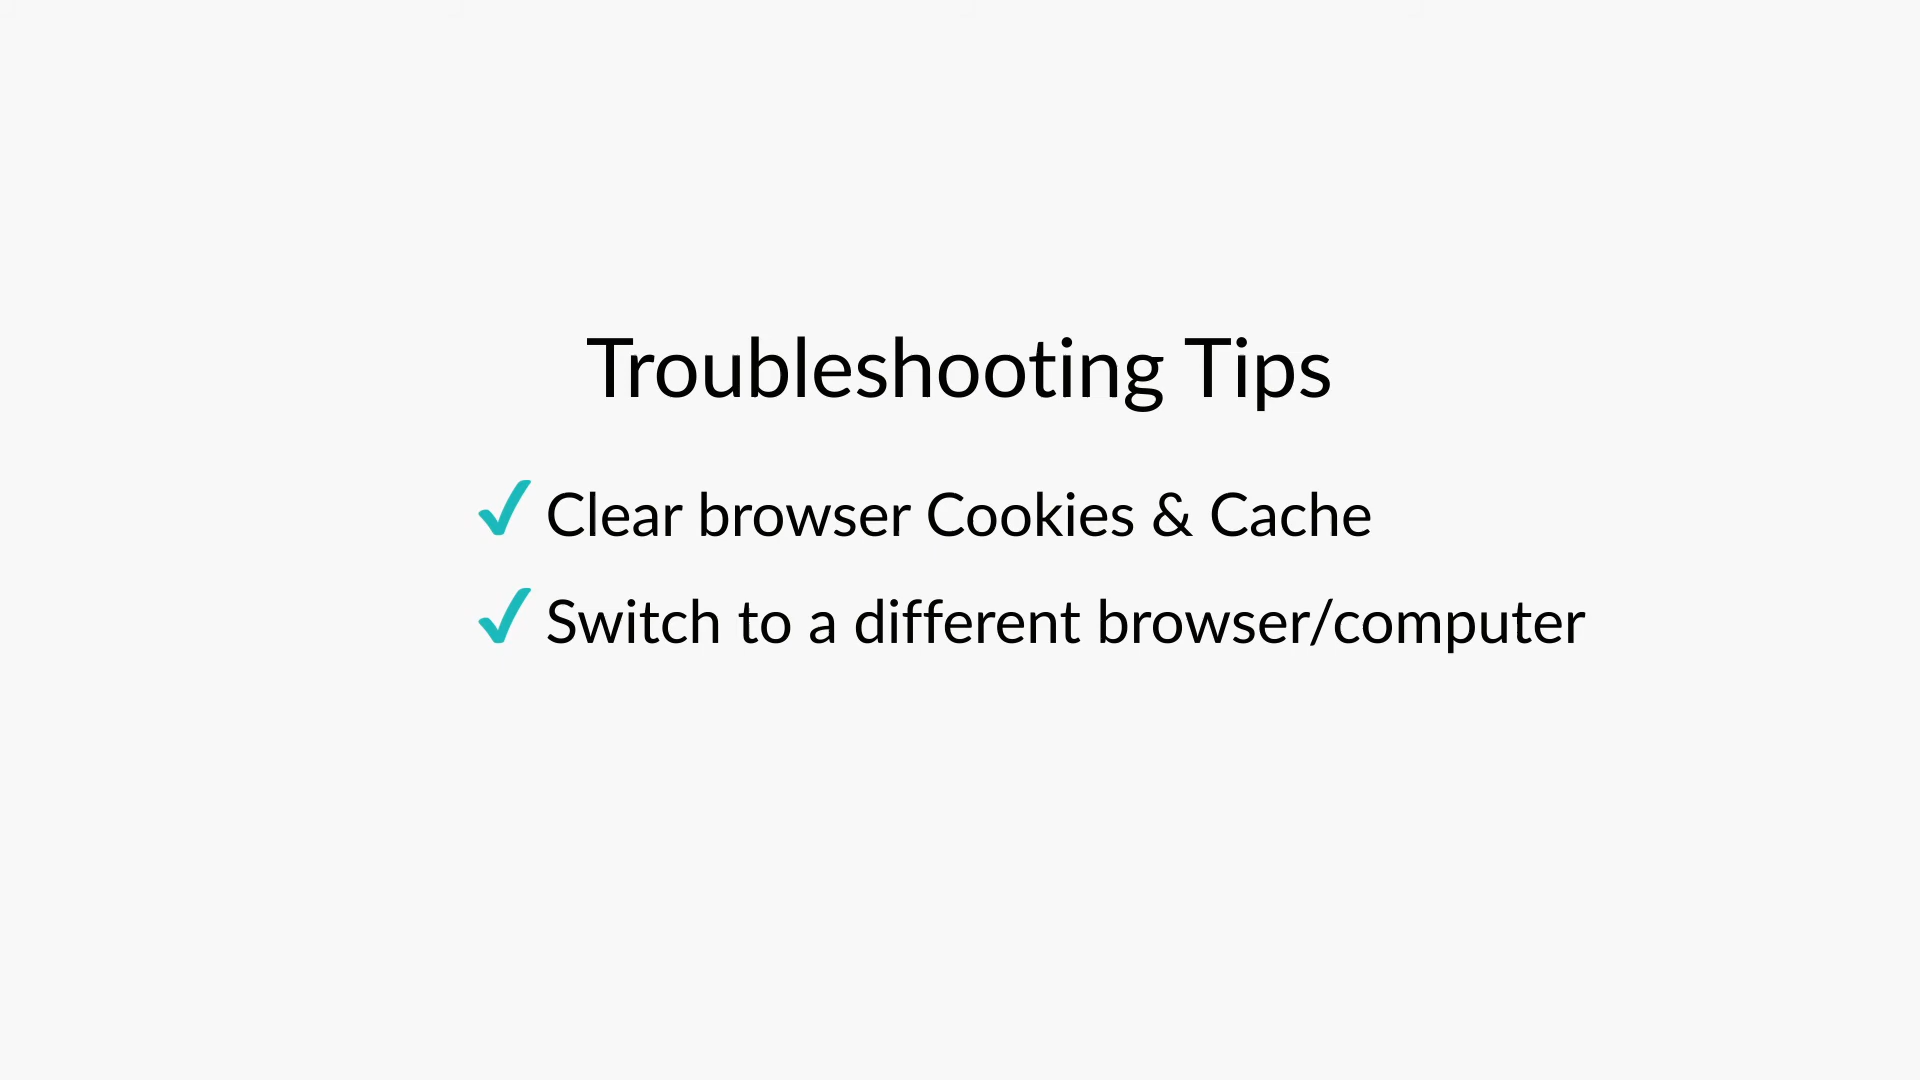 Troubleshooting Tips
✓ Clear browser Cookies & Cache
✓ Switch to a different browser/computer